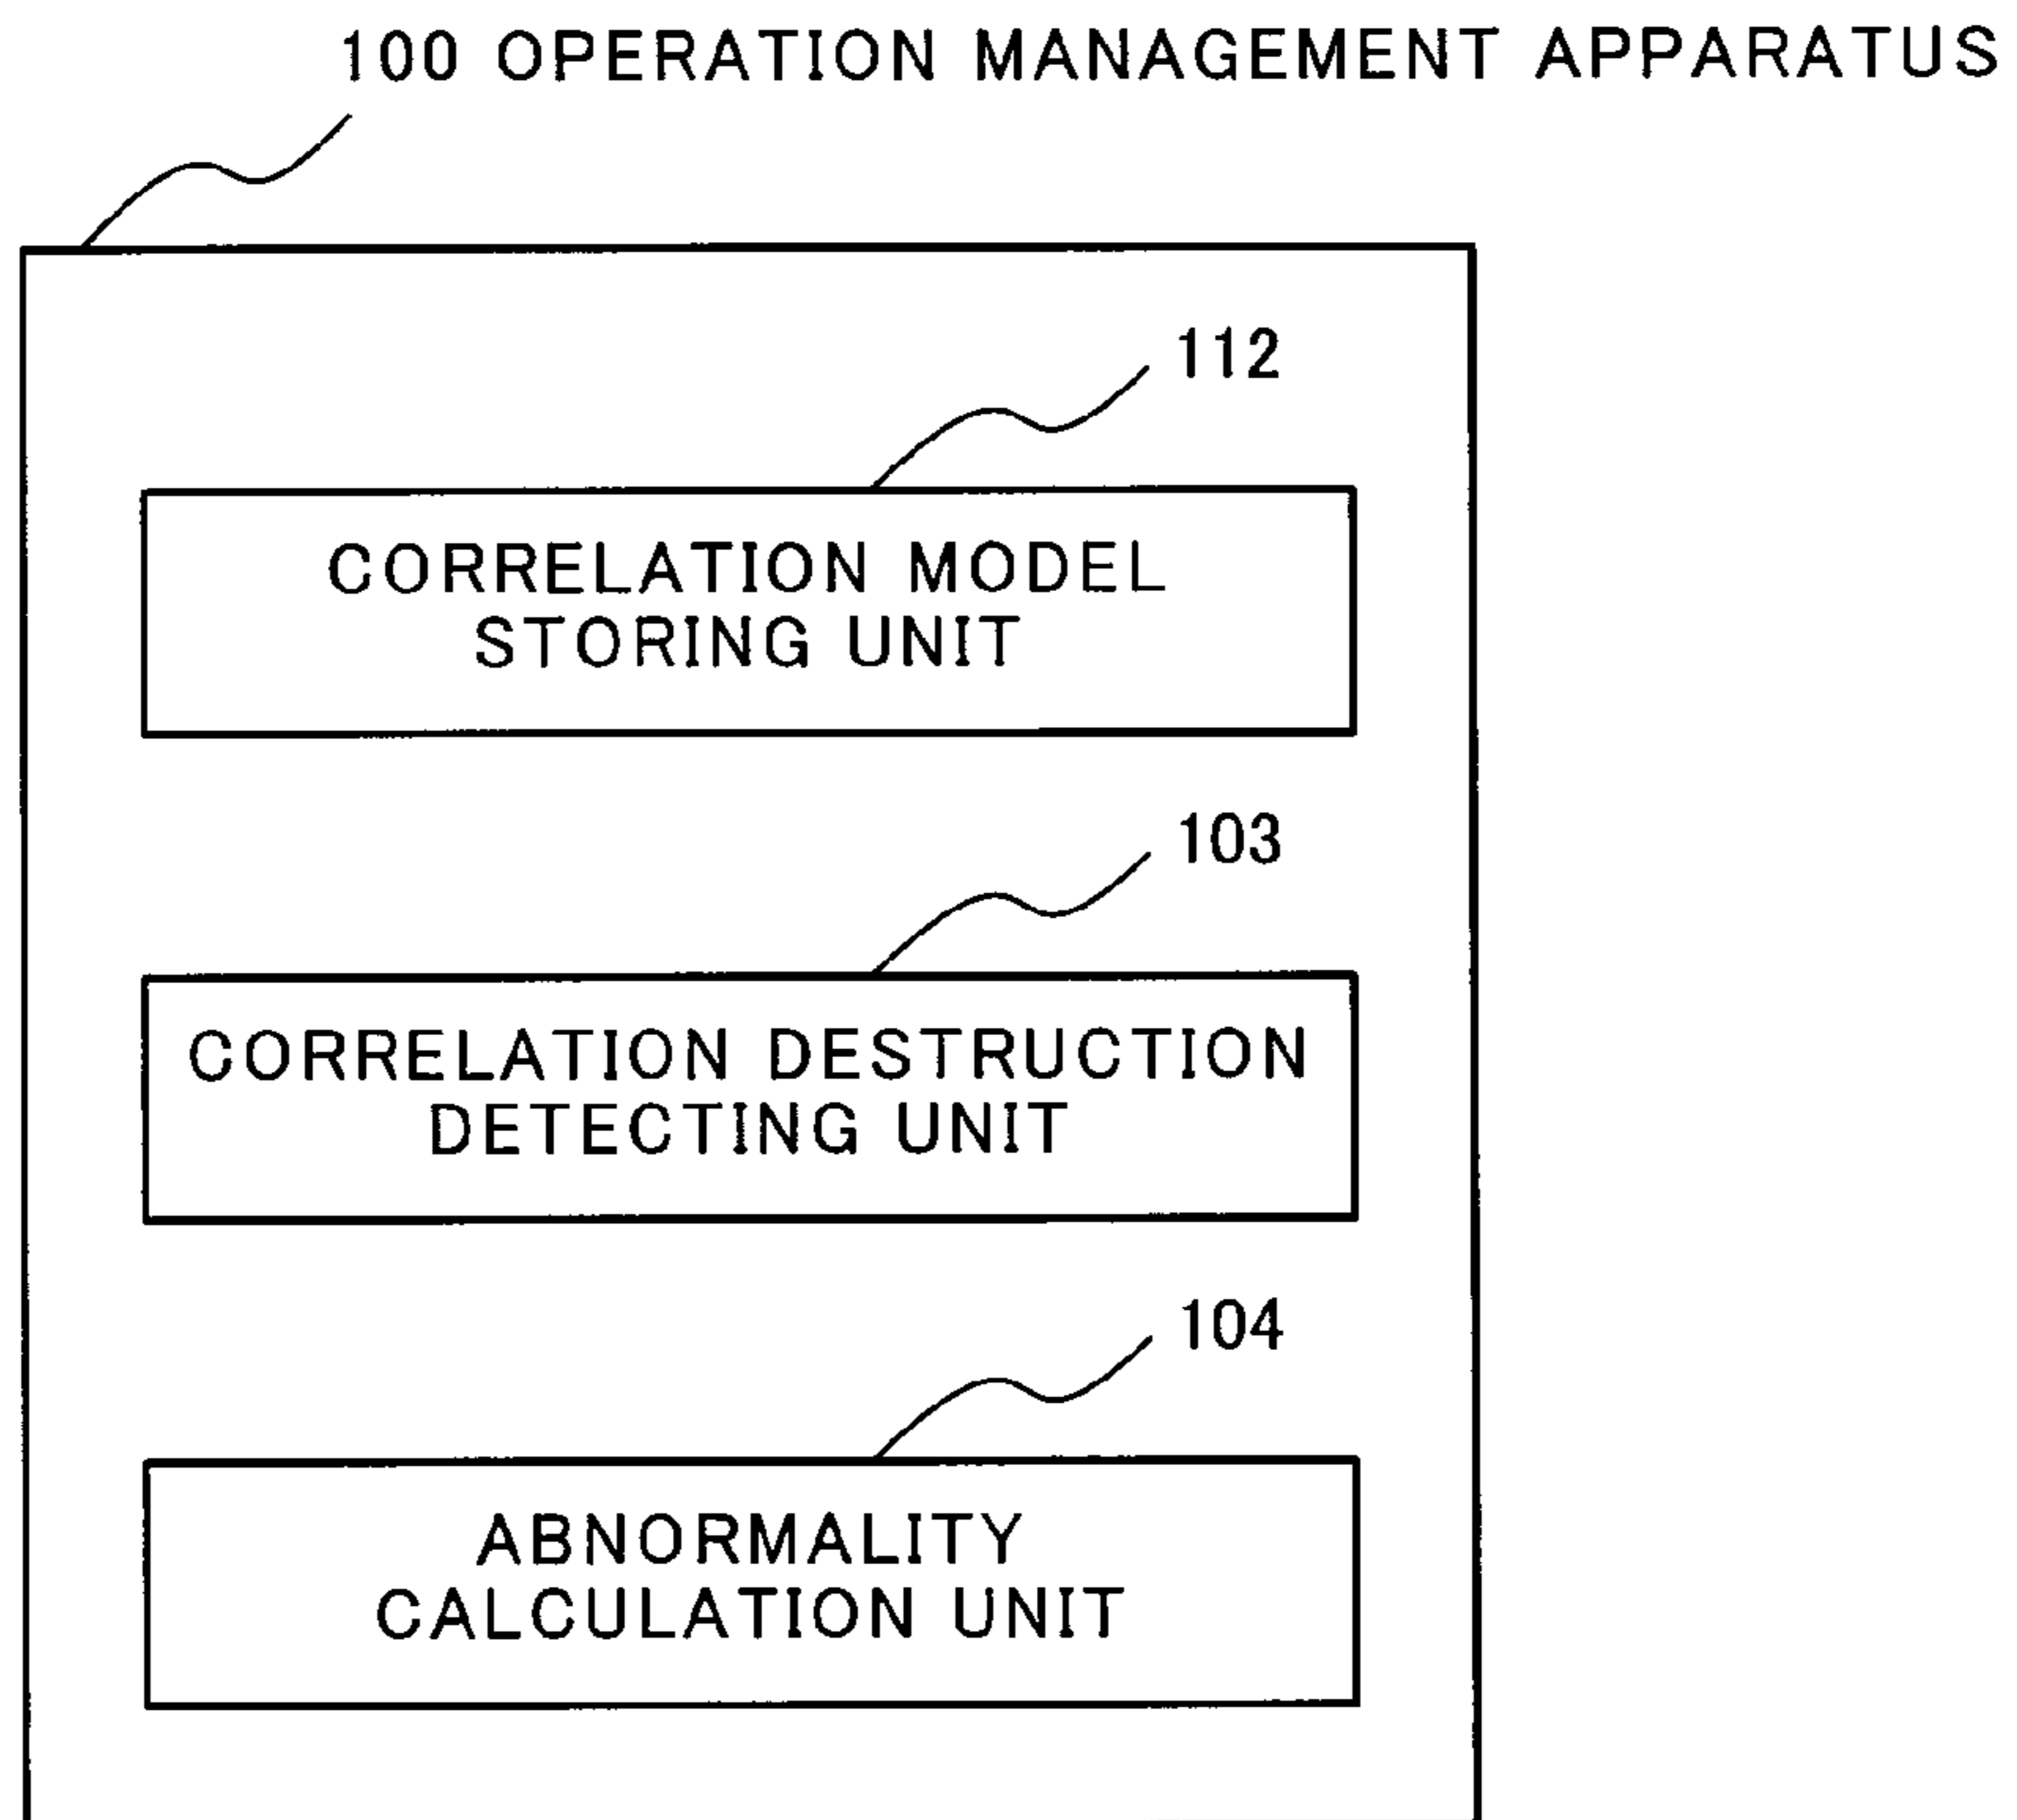 100 OPERATION MANAGEMENT APPARATUS
112
CORRELATION MODEL
STORING UNIT
103
CORRELATION DESTRUCTION
DETECTING UNIT
104
ABNORMALITY
CALCULATION UNIT